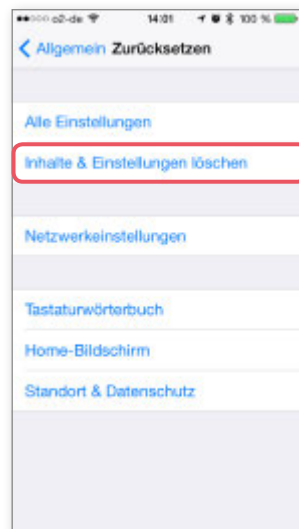 o2-de 14:01 100 %
Allgemein Zurücksetzen
Alle Einstellungen
Inhalte & Einstellungen löschen
Netzwerkeinstellungen
Tastaturwörterbuch
Home-Bildschirm
Standort & Datenschutz